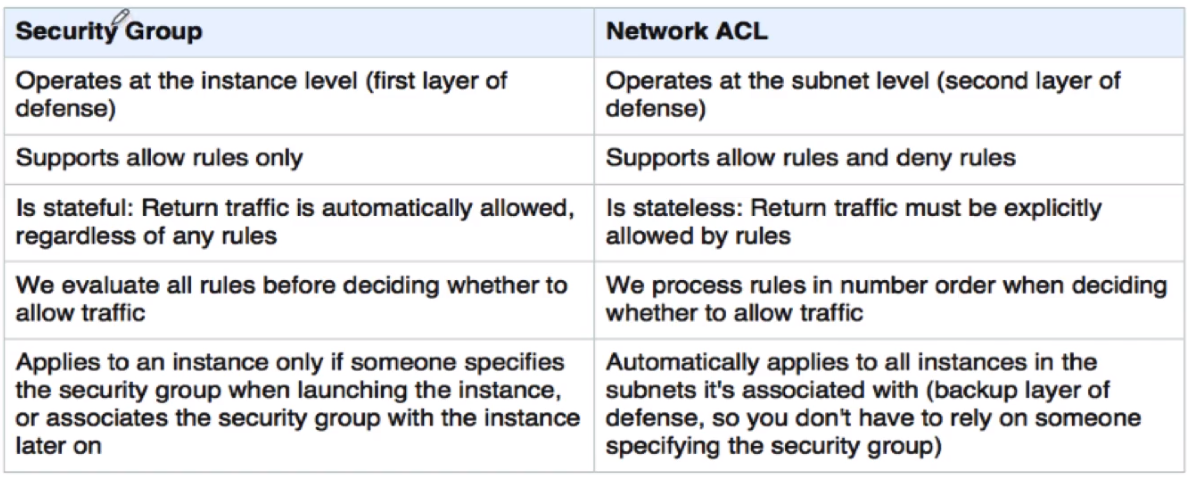 Security Group
Network ACL
Operates at the instance level (first layer of
defense)
Operates at the subnet level (second layer of
defense)
Supports allow rules only
Supports allow rules and deny rules
Is stateful: Return traffic is automatically allowed,
regardless of any rules
Is stateless: Return traffic must be explicitly
allowed by rules
We evaluate all rules before deciding whether to
allow traffic
We process rules in number order when deciding
whether to allow traffic
Applies to an instance only if someone specifies
the security group when launching the instance,
or associates the security group with the instance
later on
Automatically applies to all instances in the
subnets it's associated with (backup layer of
defense, so you don't have to rely on someone
specifying the security group)